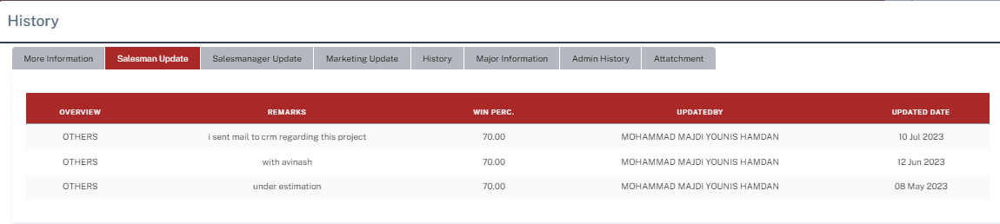 History
More Information Salesman Update Salesmanager Update Marketing Update History Major Information Admin History Attatchment
OVERVIEW REMARKS WIN PERC. UPDATEDBY UPDATED DATE
OTHERS i sent mail to crm regarding this project 70.00 MOHAMMAD MAJDI YOUNIS HAMDAN 10 Jul 2023
OTHERS with avinash 70.00 MOHAMMAD MAJDI YOUNIS HAMDAN 12 Jun 2023
OTHERS under estimation 70.00 MOHAMMAD MAJDI YOUNIS HAMDAN 08 May 2023